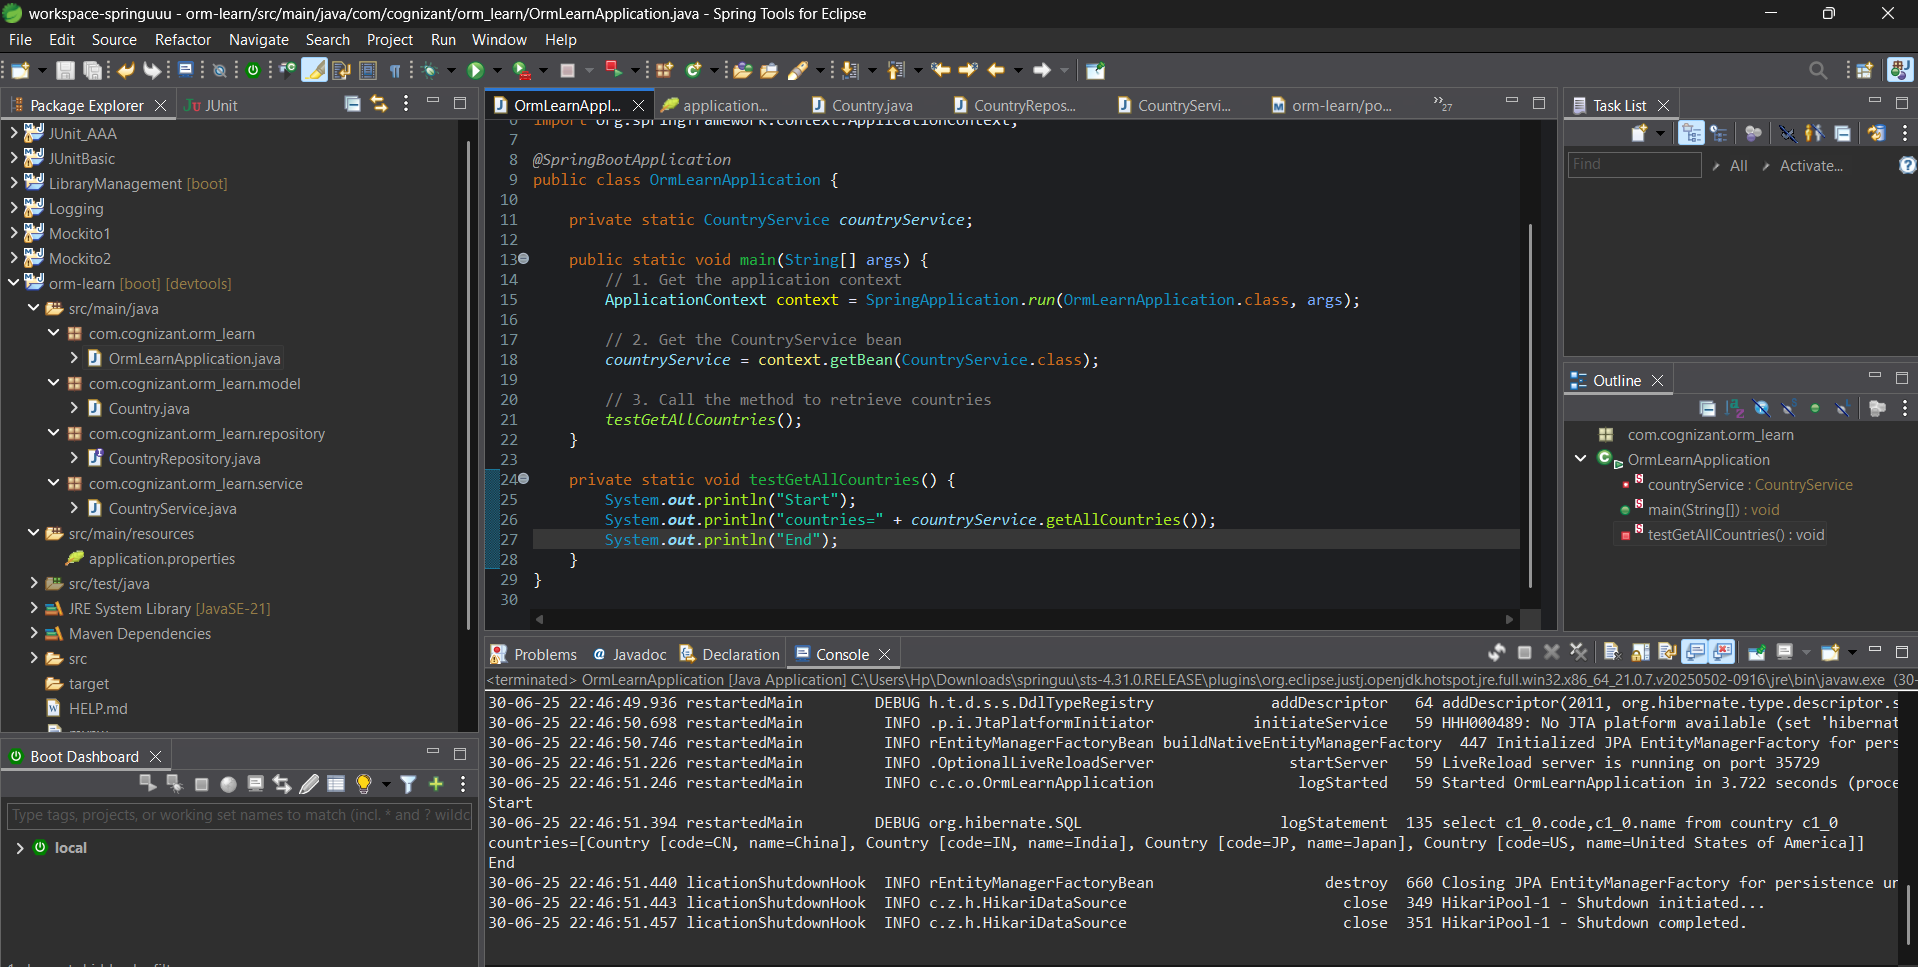 workspace-springuuu - orm-learn/src/main/java/com/cognizant/orm_learn/OrmLearnApplication.java - Spring Tools for Eclipse
File Edit Source Refactor Navigate Search Project Run Window Help
Package Explorer
JUnit
JUnit_AAA
JUnitBasic
LibraryManagement [boot]
Logging
Mockito1
Mockito2
orm-learn [boot] [devtools]
src/main/java
com.cognizant.orm_learn
OrmLearnApplication.java
com.cognizant.orm_learn.model
Country.java
com.cognizant.orm_learn.repository
CountryRepository.java
com.cognizant.orm_learn.service
CountryService.java
src/main/resources
application.properties
src/test/java
JRE System Library [JavaSE-21]
Maven Dependencies
src
target
HELP.md
Boot Dashboard
Type tags, projects, or working set names to match (incl. * and ? wildc
local
OrmLearnAppl... application... Country.java CountryRepos... CountryServi... orm-learn/po... »27
6 import org.springframework.context.ApplicationContext;
7
8 @SpringBootApplication
9 public class OrmLearnApplication {
10
11 private static CountryService countryService;
12
13 public static void main(String[] args) {
14 // 1. Get the application context
15 ApplicationContext context = SpringApplication.run(OrmLearnApplication.class, args);
16
17 // 2. Get the CountryService bean
18 countryService = context.getBean(CountryService.class);
19
20 // 3. Call the method to retrieve countries
21 testGetAllCountries();
22 }
23
24 private static void testGetAllCountries() {
25 System.out.println("Start");
26 System.out.println("countries=" + countryService.getAllCountries());
27 System.out.println("End");
28 }
29 }
30
Task List
Find All Activate...
Outline
com.cognizant.orm_learn
OrmLearnApplication
countryService : CountryService
main(String[]) : void
testGetAllCountries() : void
Problems Javadoc Declaration Console
<terminated> OrmLearnApplication [Java Application] C:\Users\Hp\Downloads\springuu\sts-4.31.0.RELEASE\plugins\org.eclipse.justj.openjdk.hotspot.jre.full.win32.x86_64_21.0.7.v20250502-0916\jre\bin\javaw.exe (30-
30-06-25 22:46:49.936 restartedMain DEBUG h.t.d.s.s.DdlTypeRegistry addDescriptor 64 addDescriptor(2011, org.hibernate.type.descriptor.s
30-06-25 22:46:50.698 restartedMain INFO .p.i.JtaPlatformInitiator initiateService 59 HHH000489: No JTA platform available (set 'hibernat
30-06-25 22:46:50.746 restartedMain INFO rEntityManagerFactoryBean buildNativeEntityManagerFactory 447 Initialized JPA EntityManagerFactory for pers
30-06-25 22:46:51.226 restartedMain INFO .OptionalLiveReloadServer startServer 59 LiveReload server is running on port 35729
30-06-25 22:46:51.246 restartedMain INFO c.c.o.OrmLearnApplication logStarted 59 Started OrmLearnApplication in 3.722 seconds (proce
Start
30-06-25 22:46:51.394 restartedMain DEBUG org.hibernate.SQL logStatement 135 select c1_0.code,c1_0.name from country c1_0
countries=[Country [code=CN, name=China], Country [code=IN, name=India], Country [code=JP, name=Japan], Country [code=US, name=United States of America]]
End
30-06-25 22:46:51.440 licationShutdownHook INFO rEntityManagerFactoryBean destroy 660 Closing JPA EntityManagerFactory for persistence un
30-06-25 22:46:51.443 licationShutdownHook INFO c.z.h.HikariDataSource close 349 HikariPool-1 - Shutdown initiated...
30-06-25 22:46:51.457 licationShutdownHook INFO c.z.h.HikariDataSource close 351 HikariPool-1 - Shutdown completed.